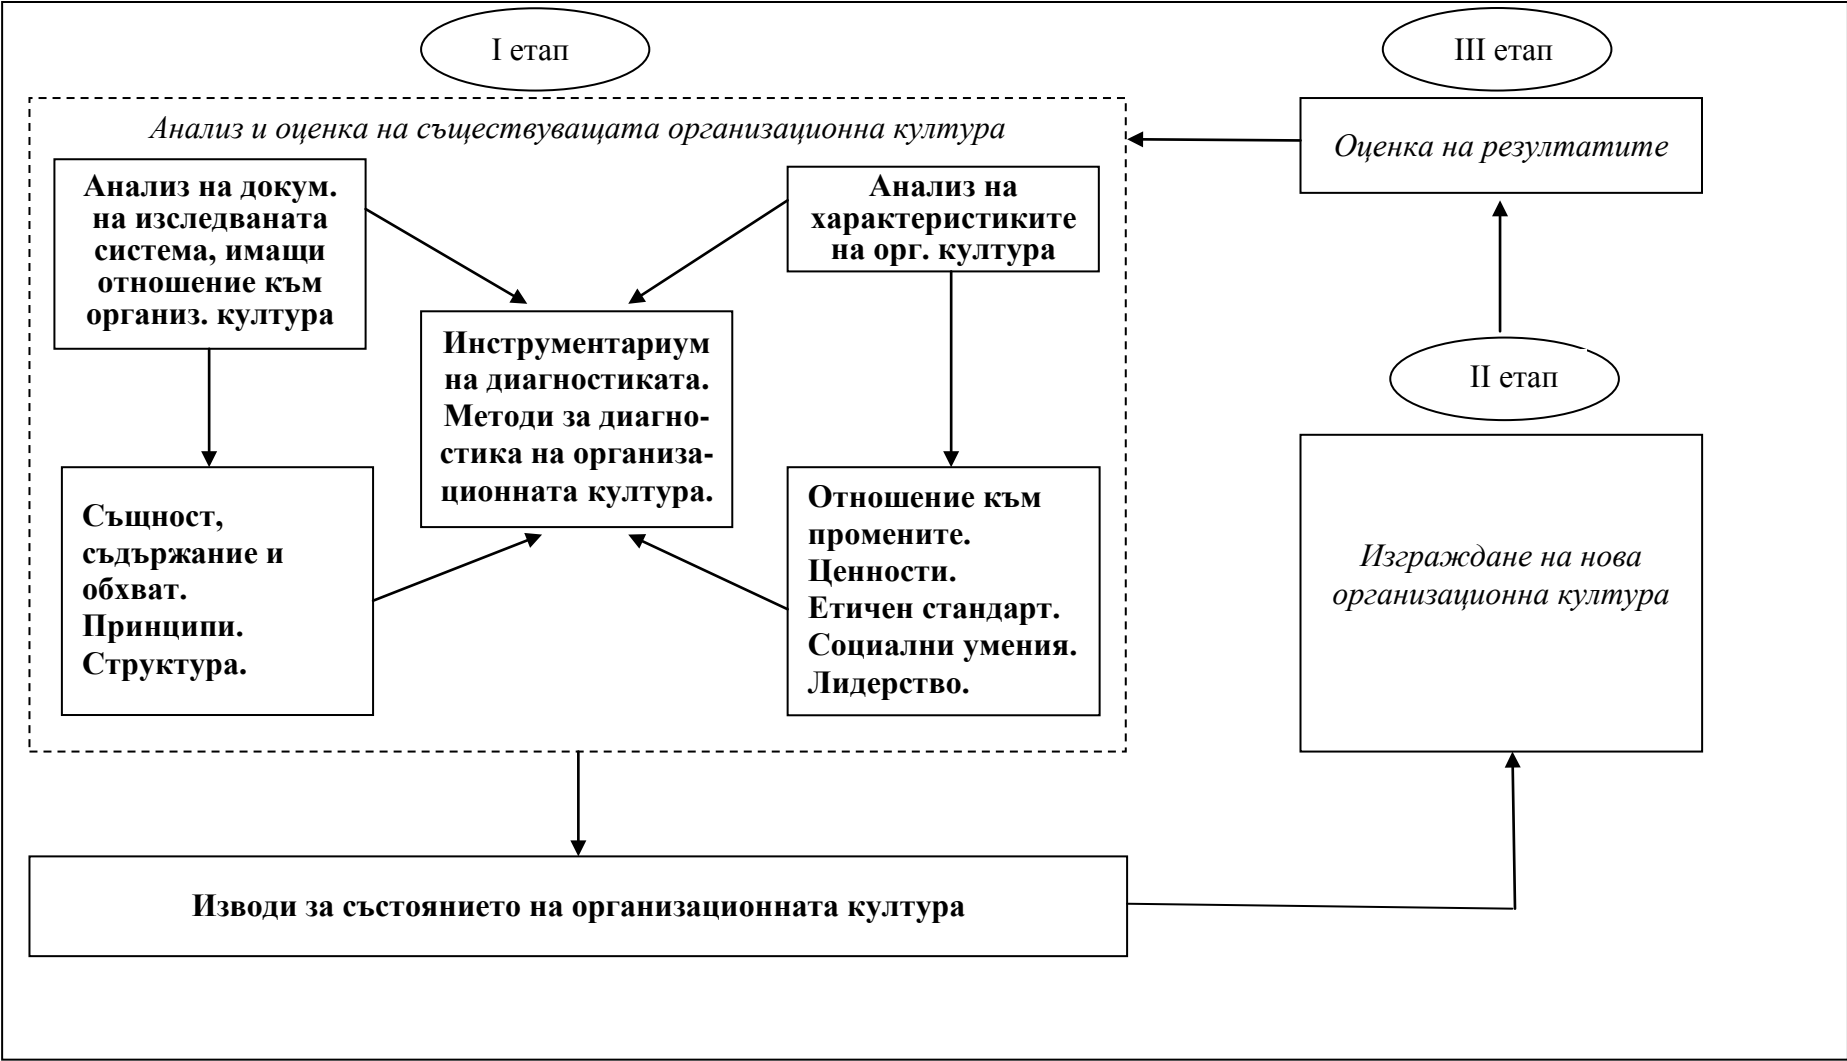 I етап
Анализ и оценка на съществуващата организационна култура
Анализ на докум.
на изследваната
система, имащи
отношение към
организ. култура
Анализ на
характеристиките
на орг. култура
Инструментариум
на диагностиката.
Методи за диагно-
стика на организа-
ционната култура.
Същност,
съдържание и
обхват.
Принципи.
Структура.
Отношение към
промените.
Ценности.
Етичен стандарт.
Социални умения.
Лидерство.
Изводи за състоянието на организационната култура
III етап
Оценка на резултатите
II етап
Изграждане на нова
организационна култура